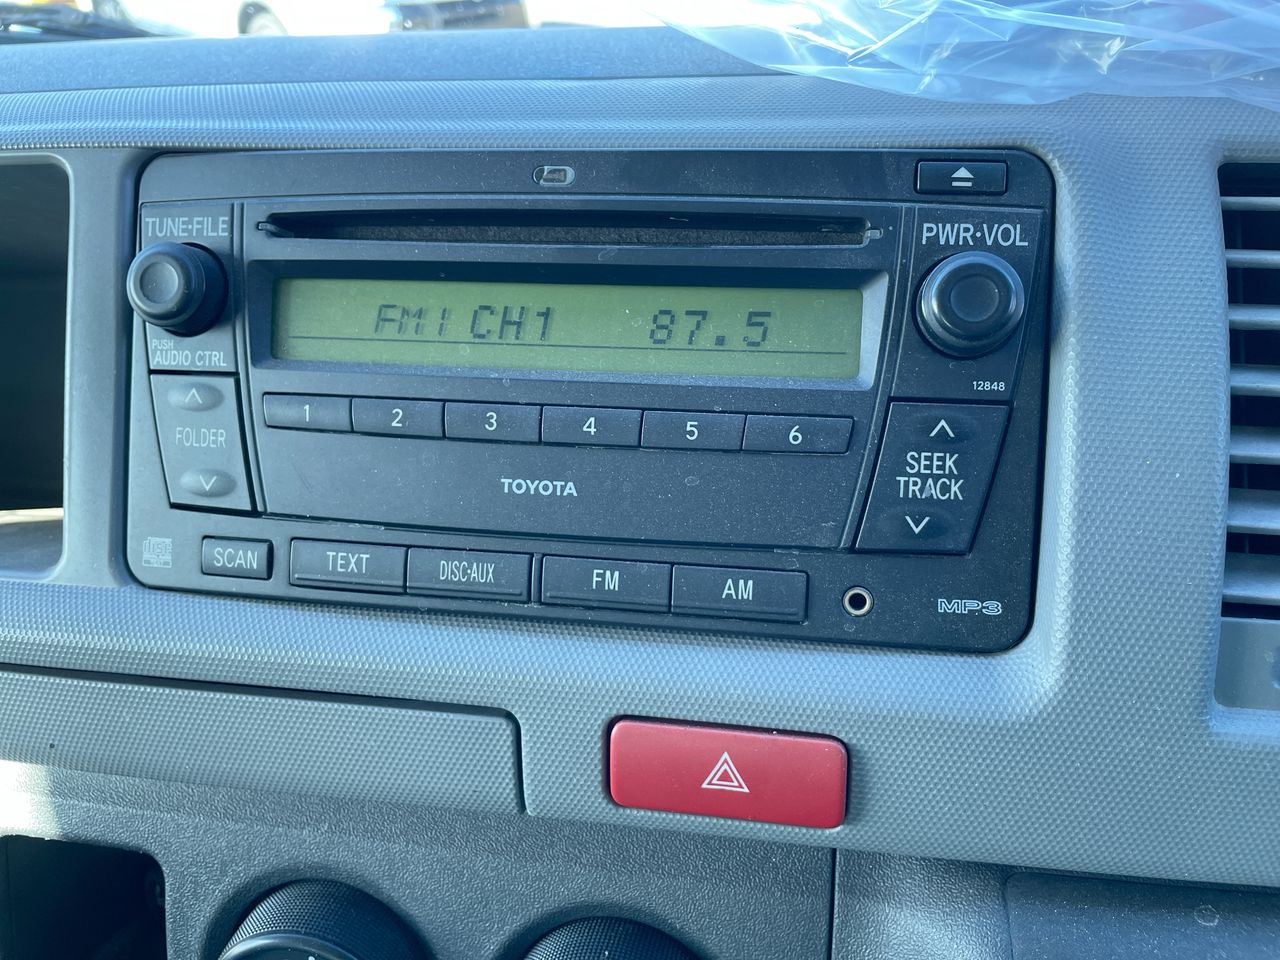 TUNE·FILE
PWR·VOL
FM1 CH1 87.5
PUSH
AUDIO CTRL
12848
1 2 3 4 5 6
FOLDER
SEEK
TRACK
TOYOTA
SCAN TEXT DISC·AUX FM AM
MP3